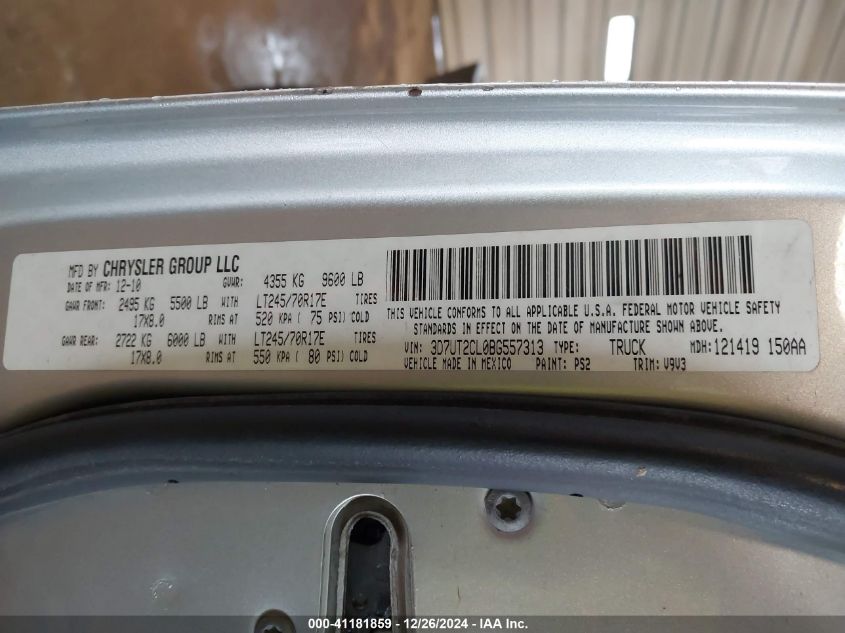 MFD BY CHRYSLER GROUP LLC
DATE OF MFR: 12-10 GVWR: 4355 KG 9600 LB
GAWR FRONT: 2495 KG 5500 LB WITH LT245/70R17E TIRES
17X8.0 RIMS AT 520 KPA ( 75 PSI) COLD
GAWR REAR: 2722 KG 6000 LB WITH LT245/70R17E TIRES
17X8.0 RIMS AT 550 KPA ( 80 PSI) COLD
THIS VEHICLE CONFORMS TO ALL APPLICABLE U.S.A. FEDERAL MOTOR VEHICLE SAFETY
STANDARDS IN EFFECT ON THE DATE OF MANUFACTURE SHOWN ABOVE.
VIN: 3D7UT2CL0BG557313 TYPE: TRUCK MDH: 121419 150AA
VEHICLE MADE IN MEXICO PAINT: PS2 TRIM: V9V3
000-41181859 - 12/26/2024 - IAA Inc.